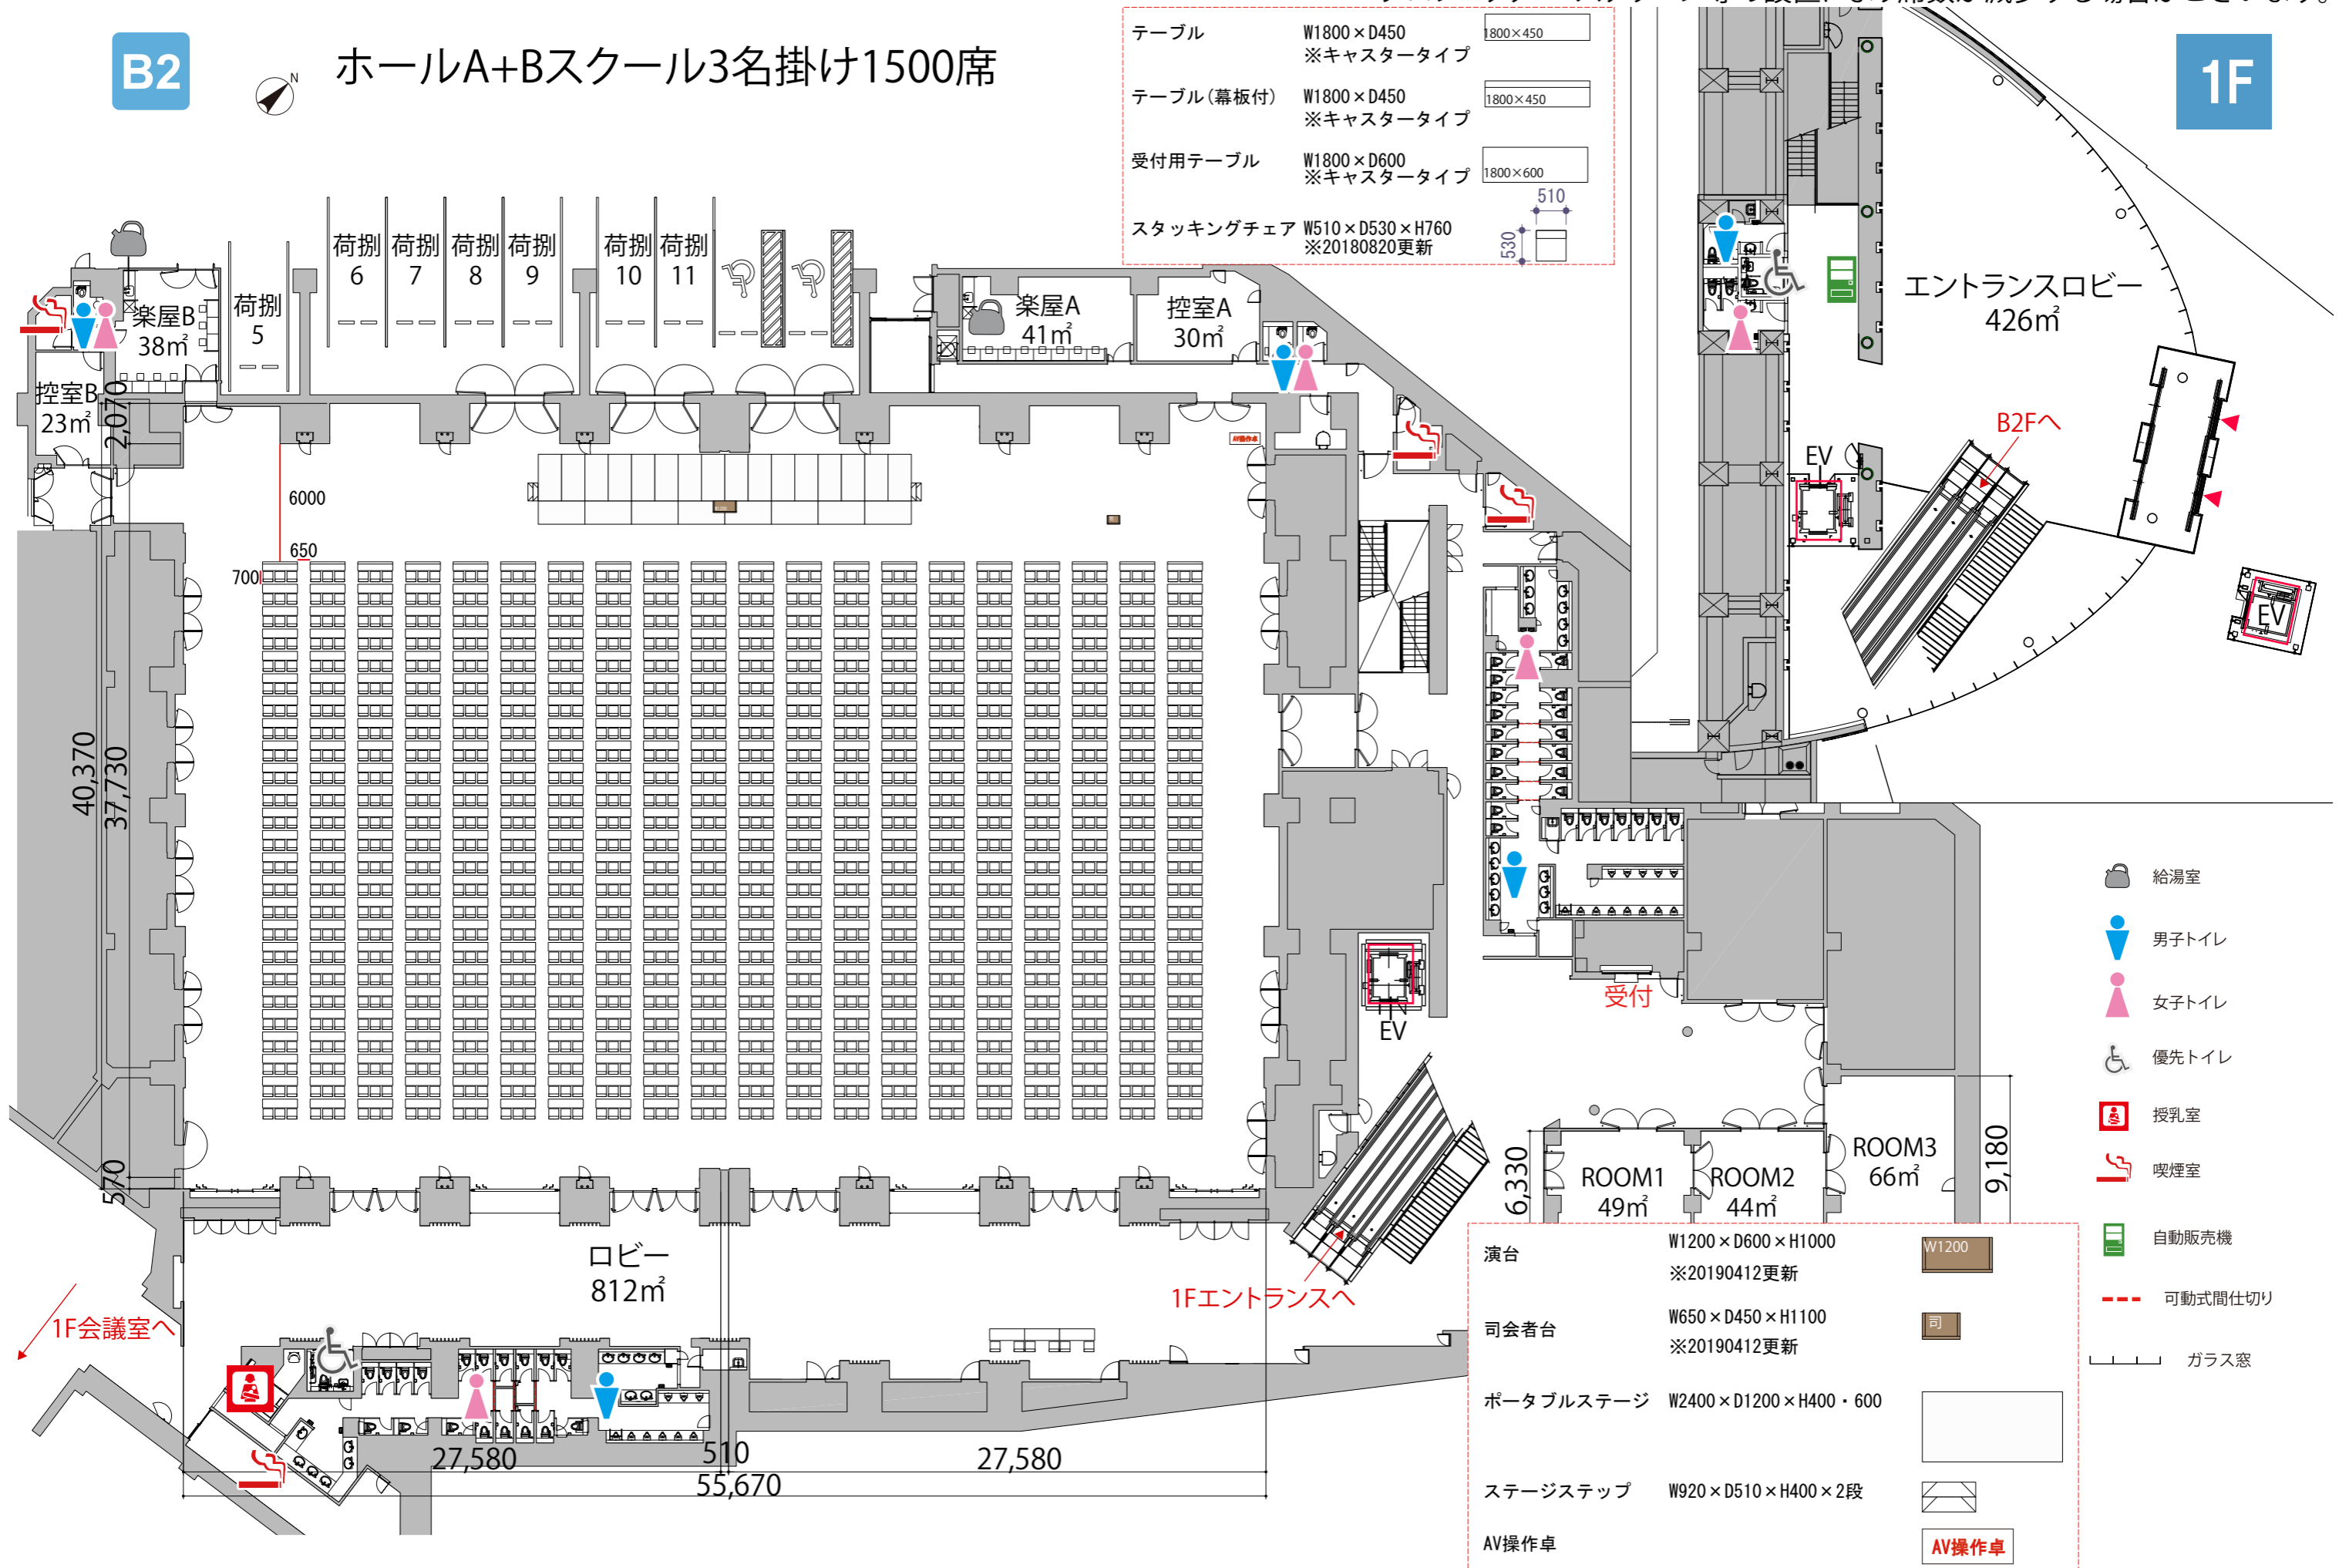 B2
N
ホールA+Bスクール3名掛け1500席
テーブル W1800×D450
※キャスタータイプ
1800×450
テーブル(幕板付) W1800×D450
※キャスタータイプ
1800×450
受付用テーブル W1800×D600
※キャスタータイプ
1800×600
スタッキングチェア W510×D530×H760
※20180820更新
510
530
1F
エントランスロビー
426㎡
B2Fへ
EV
EV
楽屋B
38㎡
控室B
23㎡
荷捌
5
荷捌
6
荷捌
7
荷捌
8
荷捌
9
荷捌
10
荷捌
11
楽屋A
41㎡
控室A
30㎡
AV操作卓
2,070
6000
650
700
40,370
37,730
570
EV
受付
ROOM1
49㎡
ROOM2
44㎡
ROOM3
66㎡
6,330
9,180
ロビー
812㎡
1Fエントランスへ
1F会議室へ
27,580
510
27,580
55,670
給湯室
男子トイレ
女子トイレ
優先トイレ
授乳室
喫煙室
自動販売機
可動式間仕切り
ガラス窓
演台 W1200×D600×H1000
※20190412更新
W1200
司会者台 W650×D450×H1100
※20190412更新
司
ポータブルステージ W2400×D1200×H400・600
ステージステップ W920×D510×H400×2段
AV操作卓
AV操作卓